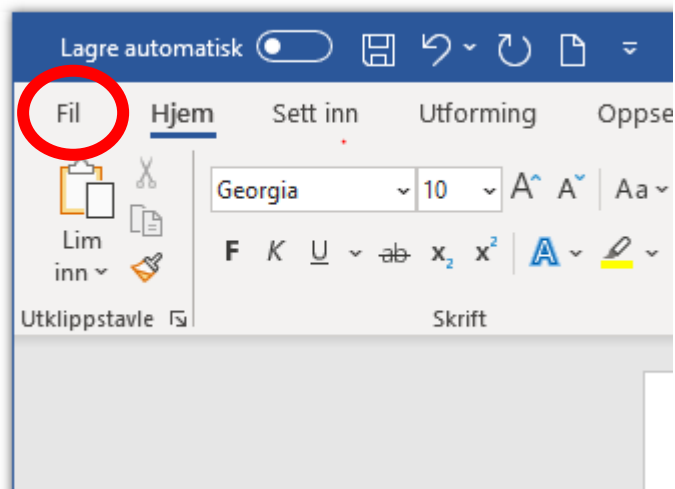 Lagre automatisk
Fil Hjem Sett inn Utforming Oppse
Georgia 10 A A Aa
Lim
inn
F K U ab x₂ x² A
Utklippstavle Skrift